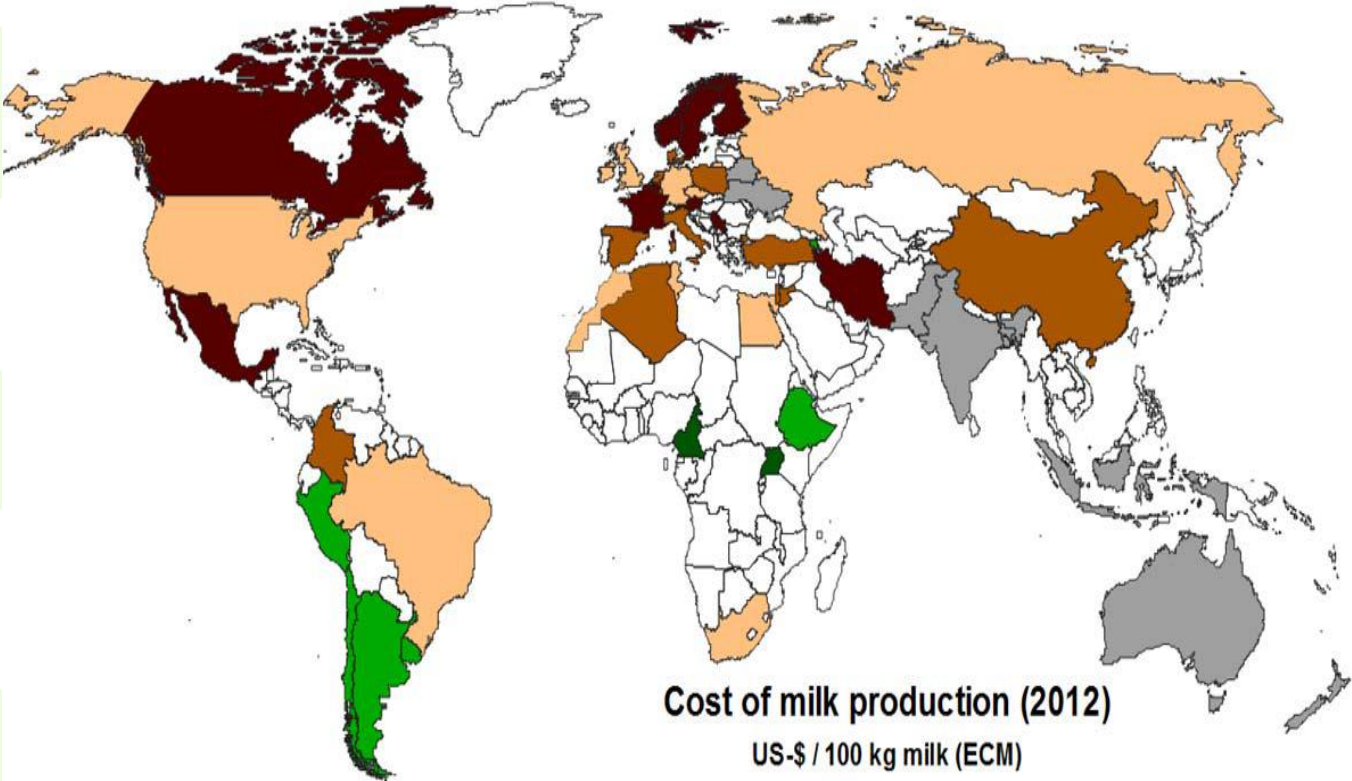 Cost of milk production (2012)
US-$ / 100 kg milk (ECM)